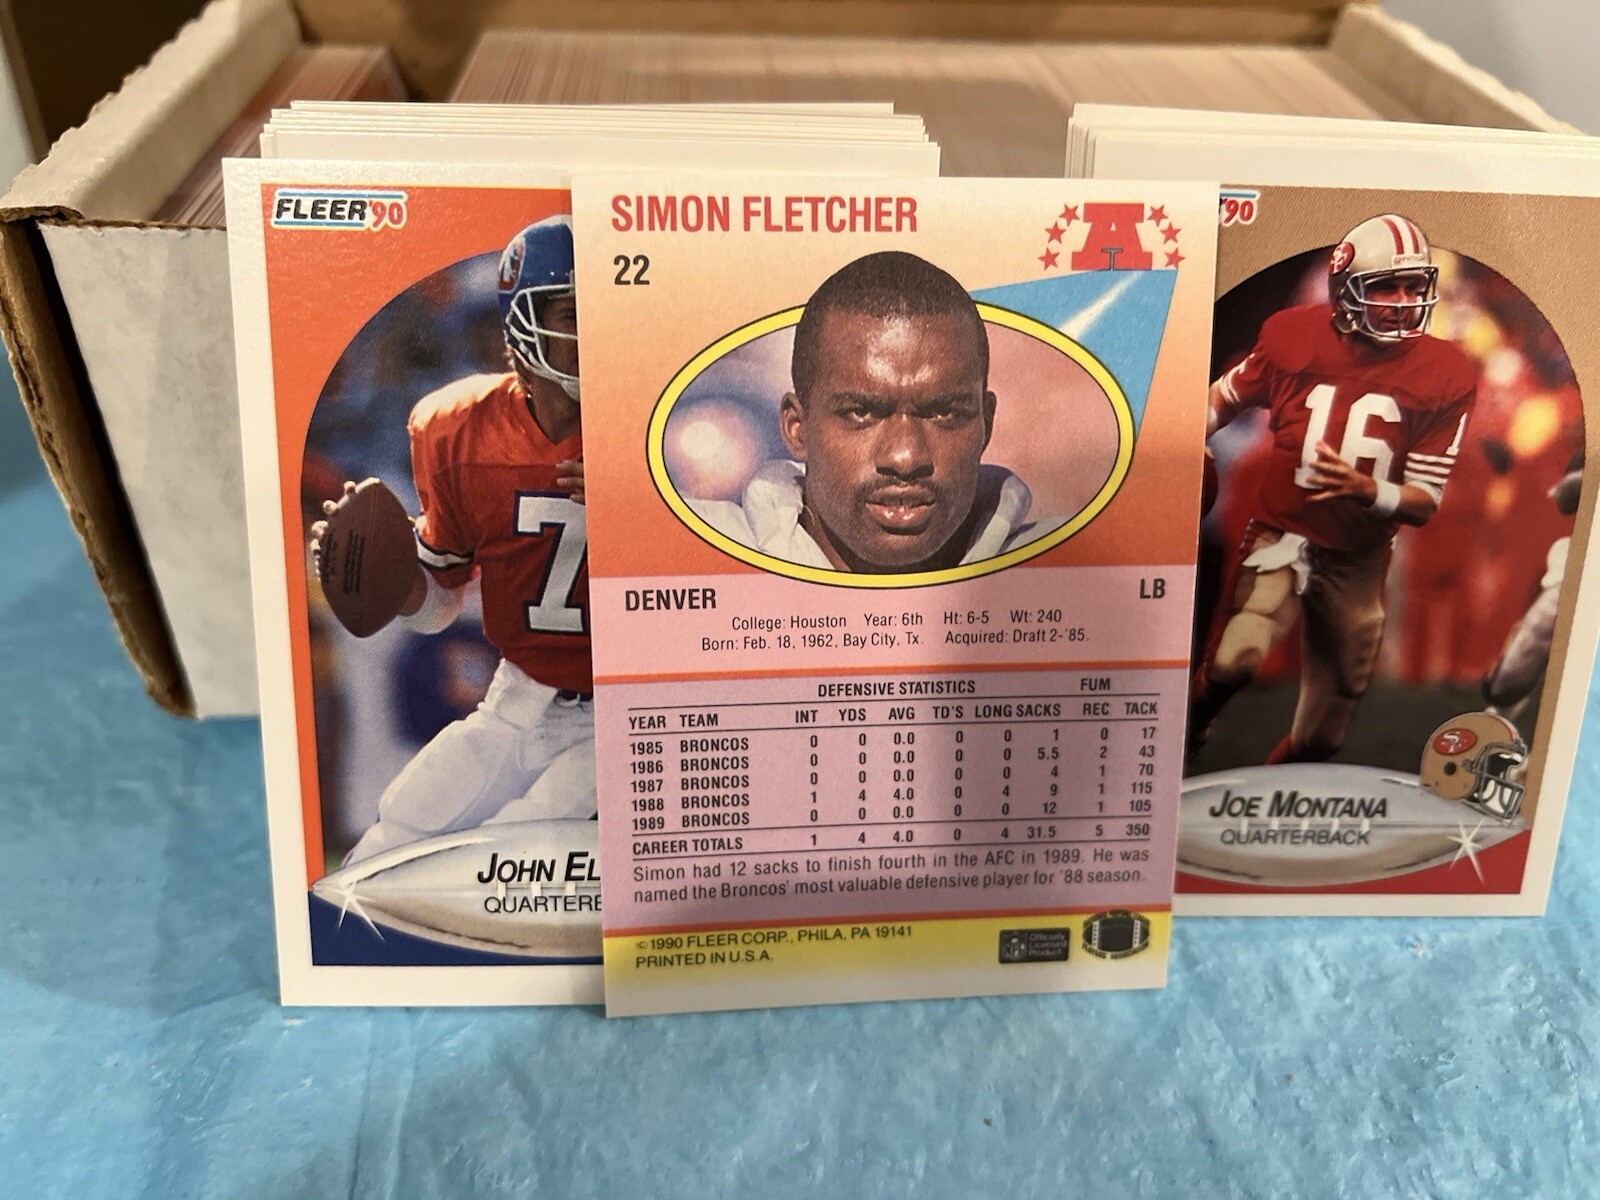 FLEER '90
7
JOHN EL
QUARTERB
SIMON FLETCHER
22
A
DENVER
LB
College: Houston Year: 6th Ht: 6-5 Wt: 240
Born: Feb. 18, 1962, Bay City, Tx. Acquired: Draft 2-'85.
DEFENSIVE STATISTICS FUM
YEAR TEAM INT YDS AVG TD'S LONG SACKS REC TACK
1985 BRONCOS 0 0 0.0 0 0 1 0 17
1986 BRONCOS 0 0 0.0 0 0 5.5 2 43
1987 BRONCOS 0 0 0.0 0 0 4 1 70
1988 BRONCOS 1 4 4.0 0 4 9 1 115
1989 BRONCOS 0 0 0.0 0 0 12 1 105
CAREER TOTALS 1 4 4.0 0 4 31.5 5 350
Simon had 12 sacks to finish fourth in the AFC in 1989. He was
named the Broncos' most valuable defensive player for '88 season.
© 1990 FLEER CORP., PHILA, PA 19141
PRINTED IN U.S.A.
NFL
Officially
Licensed
Product
'90
16
1
SF
JOE MONTANA
QUARTERBACK